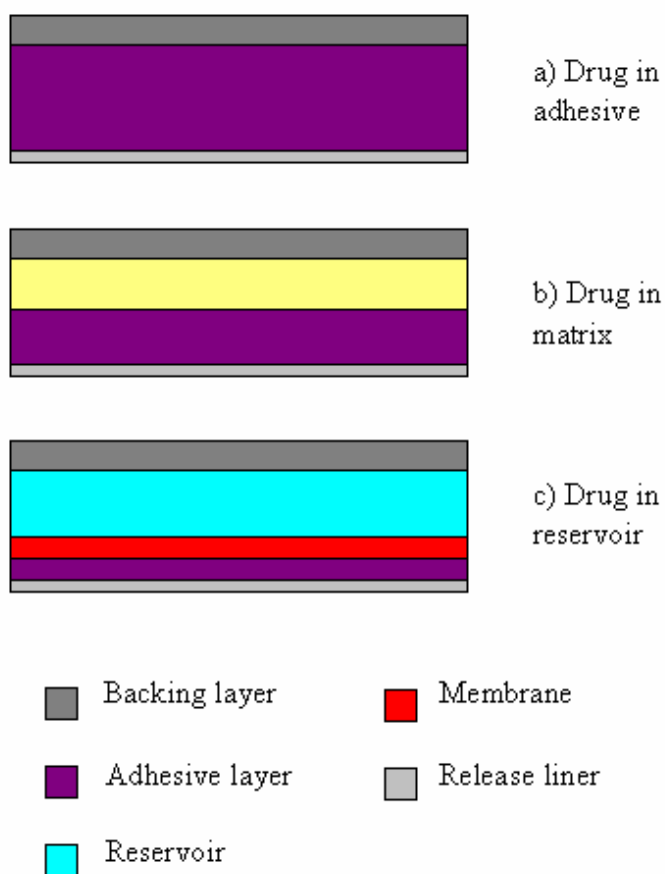 a) Drug in
adhesive
b) Drug in
matrix
c) Drug in
reservoir
Backing layer
Membrane
Adhesive layer
Release liner
Reservoir